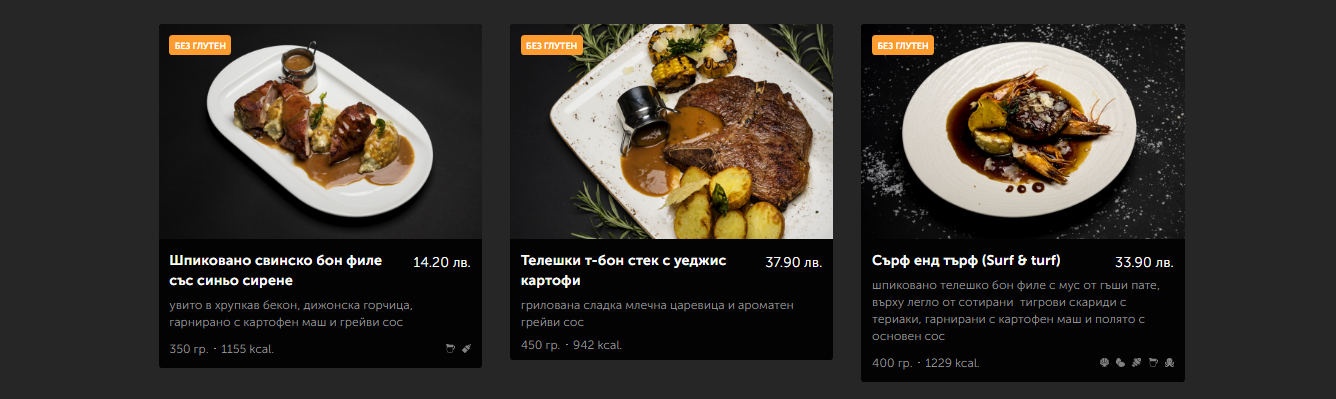 БЕЗ ГЛУТЕН
Шпиковано свинско бон филе
със синьо сирене
14.20 лв.
увито в хрупкав бекон, дижонска горчица,
гарнирано с картофен маш и грейви сос
350 гр. · 1155 kcal.
БЕЗ ГЛУТЕН
Телешки т-бон стек с уеджис
картофи
37.90 лв.
грилована сладка млечна царевица и ароматен
грейви сос
450 гр. · 942 kcal.
БЕЗ ГЛУТЕН
Сърф енд търф (Surf & turf)
33.90 лв.
шпиковано телешко бон филе с мус от гъши пате,
върху легло от сотирани тигрови скариди с
териаки, гарнирани с картофен маш и полято с
основен сос
400 гр. · 1229 kcal.